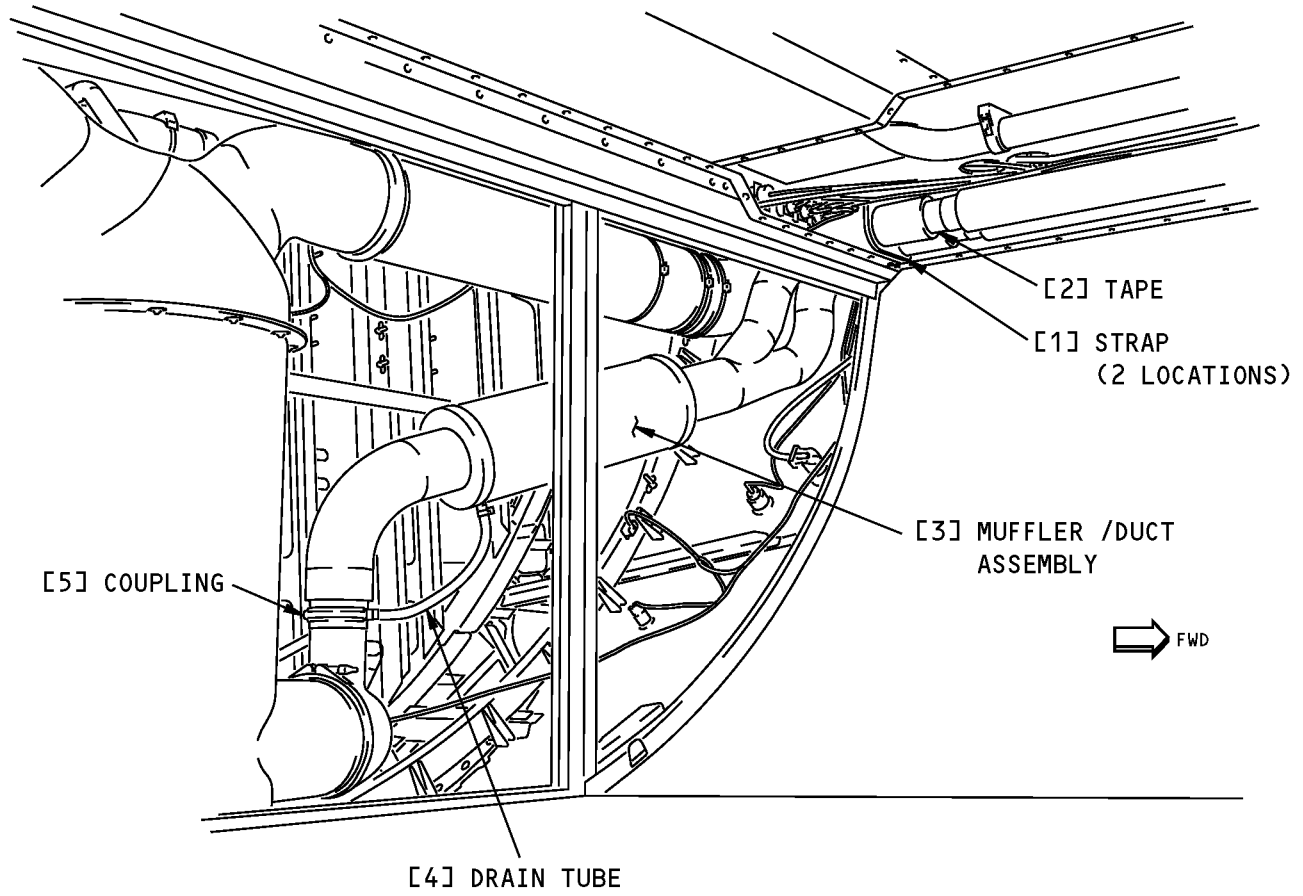 [2] TAPE
[1] STRAP
(2 LOCATIONS)
[3] MUFFLER /DUCT
ASSEMBLY
[5] COUPLING
FWD
[4] DRAIN TUBE